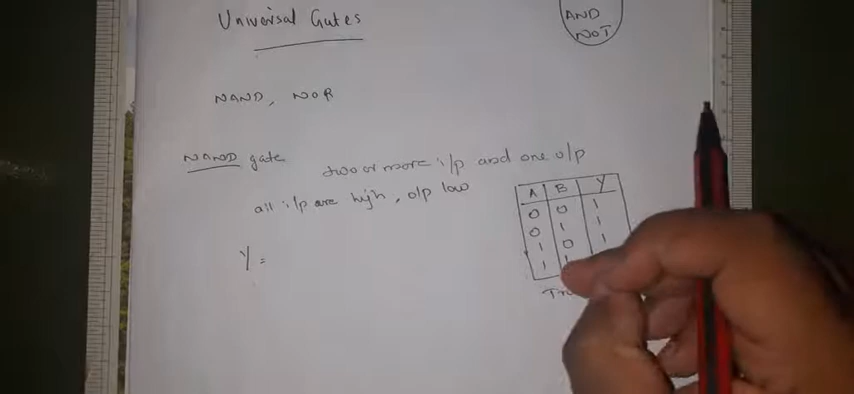 Universal Gates
AND
NOT
NAND, NOR
NAND gate
two or more i/p and one o/p
all i/p are high, o/p low
Y =
A B Y
0 0 1
0 1 1
1 0 1
1 1